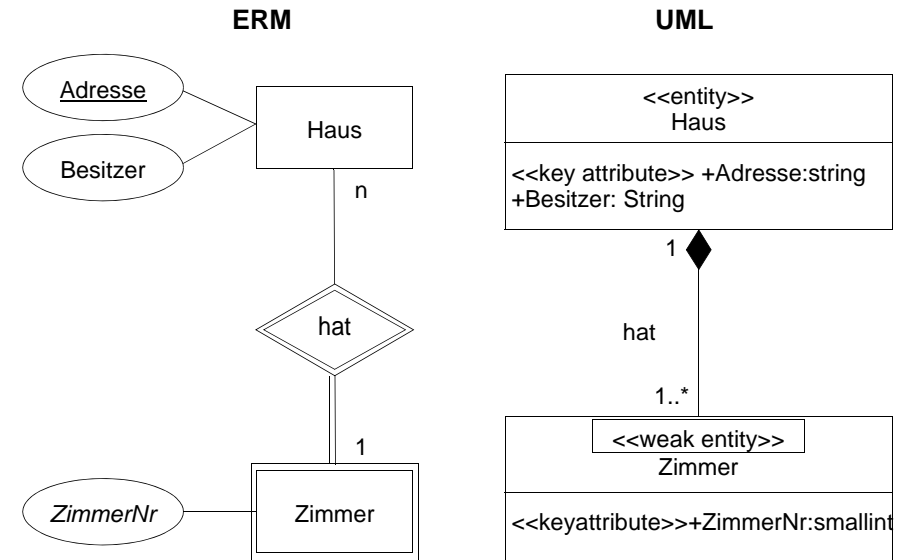 ERM
Adresse
Besitzer
Haus
n
hat
1
ZimmerNr
Zimmer
UML
<<entity>>
Haus
<<key attribute>> +Adresse:string
+Besitzer: String
1
hat
1..*
<<weak entity>>
Zimmer
<<keyattribute>>+ZimmerNr:smallint